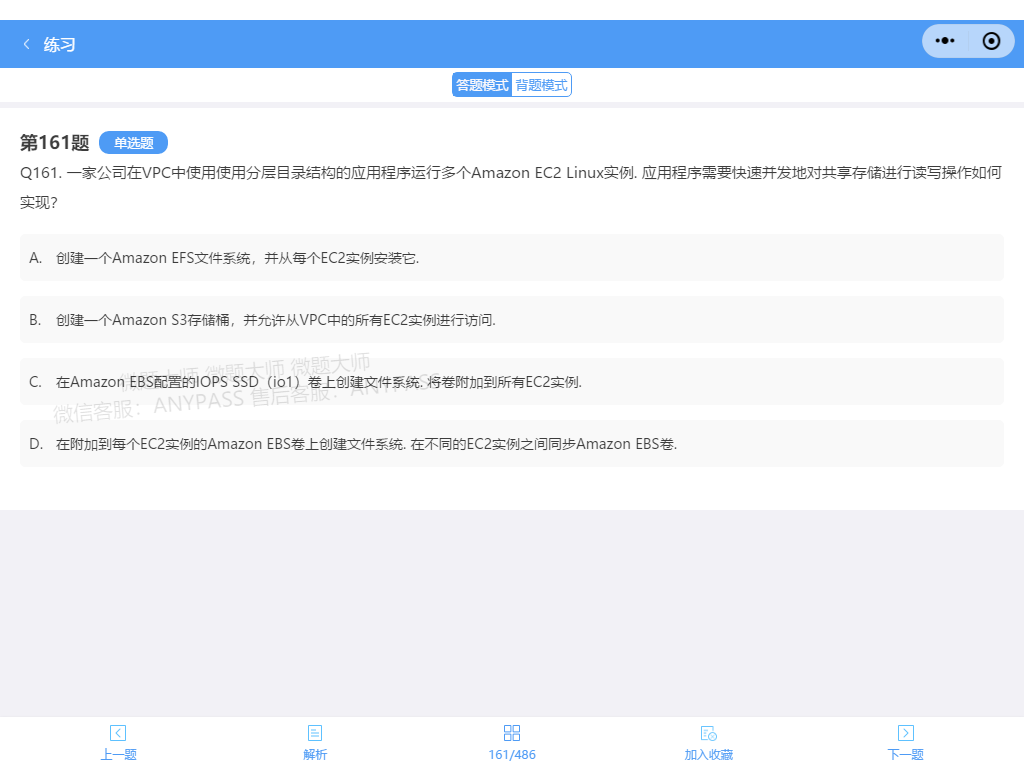 练习
答题模式 背题模式
第161题 单选题
Q161. 一家公司在VPC中使用使用分层目录结构的应用程序运行多个Amazon EC2 Linux实例. 应用程序需要快速并发地对共享存储进行读写操作如何
实现?
A. 创建一个Amazon EFS文件系统，并从每个EC2实例安装它.
B. 创建一个Amazon S3存储桶，并允许从VPC中的所有EC2实例进行访问.
微题大师 微题大师 微题大师
C. 在Amazon EBS配置的IOPS SSD（io1）卷上创建文件系统. 将卷附加到所有EC2实例.
微信客服：ANYPASS 售后客服：ANYPASS
D. 在附加到每个EC2实例的Amazon EBS卷上创建文件系统. 在不同的EC2实例之间同步Amazon EBS卷.
上一题 解析 161/486 加入收藏 下一题